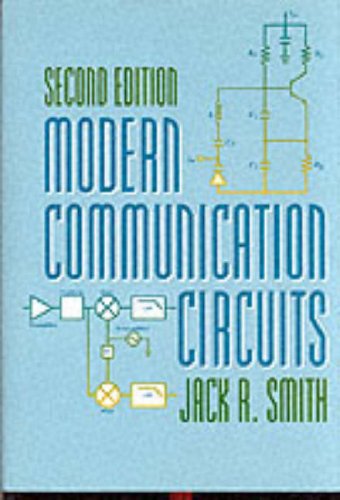 SECOND EDITION
MODERN
COMMUNICATION
CIRCUITS
JACK R. SMITH